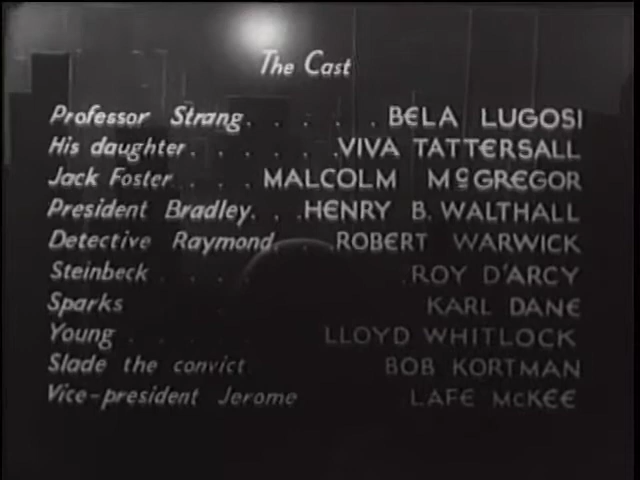 The Cast
Professor Strang. . . . . BELA LUGOSI
His daughter. . . . . .VIVA TATTERSALL
Jack Foster. . . . MALCOLM McGREGOR
President Bradley. . .HENRY B. WALTHALL
Detective Raymond. . ROBERT WARWICK
Steinbeck . . . . ROY D'ARCY
Sparks KARL DANE
Young . . . . . LLOYD WHITLOCK
Slade the convict BOB KORTMAN
Vice-president Jerome LAFE McKEE